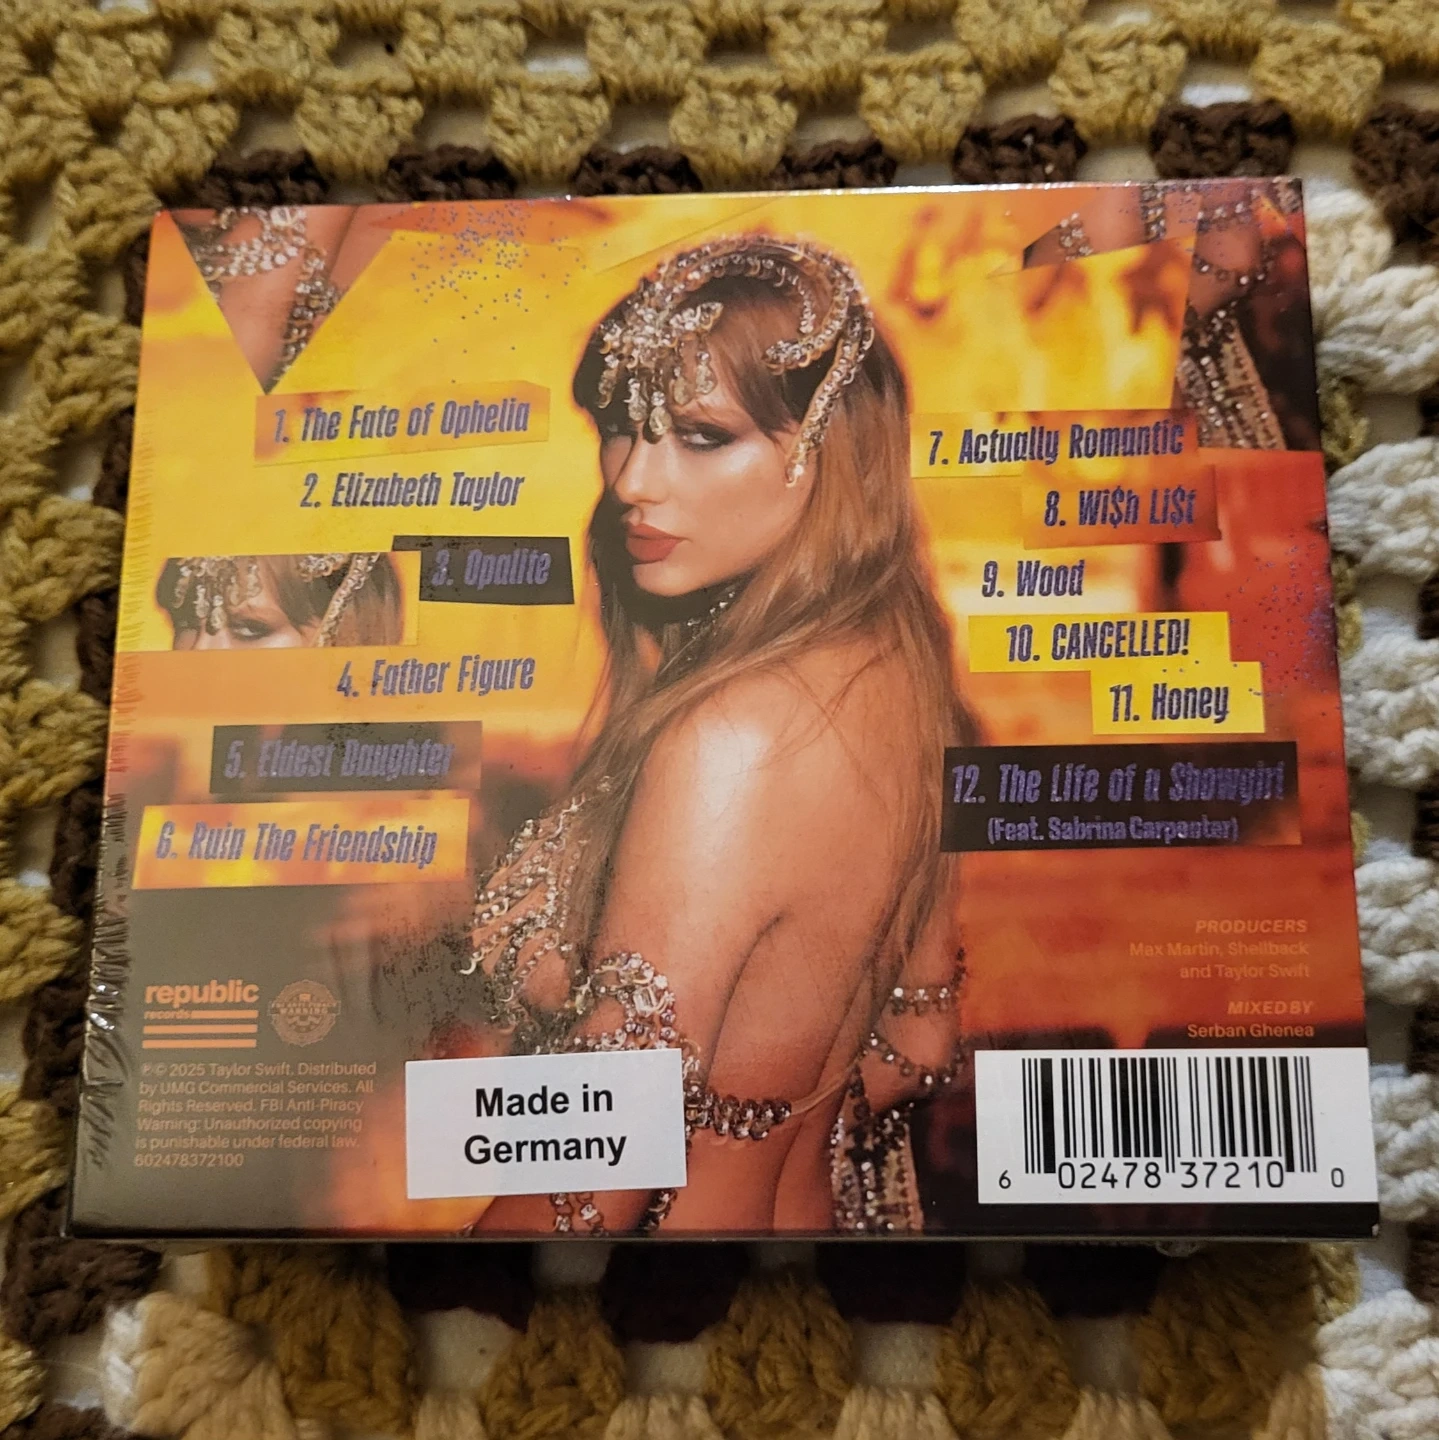 1. The Fate of Ophelia
2. Elizabeth Taylor
3. Opalite
4. Father Figure
5. Eldest Daughter
6. Ruin The Friendship
7. Actually Romantic
8. Wi$h Li$t
9. Wood
10. CANCELLED!
11. Honey
12. The Life of a Showgirl
(Feat. Sabrina Carpenter)
PRODUCERS
Max Martin, Shellback
and Taylor Swift
MIXED BY
Serban Ghenea
republic
records
FBI ANTI-PIRACY
WARNING
℗© 2025 Taylor Swift. Distributed
by UMG Commercial Services. All
Rights Reserved. FBI Anti-Piracy
Warning: Unauthorized copying
is punishable under federal law.
602478372100
Made in
Germany
6 02478 37210 0